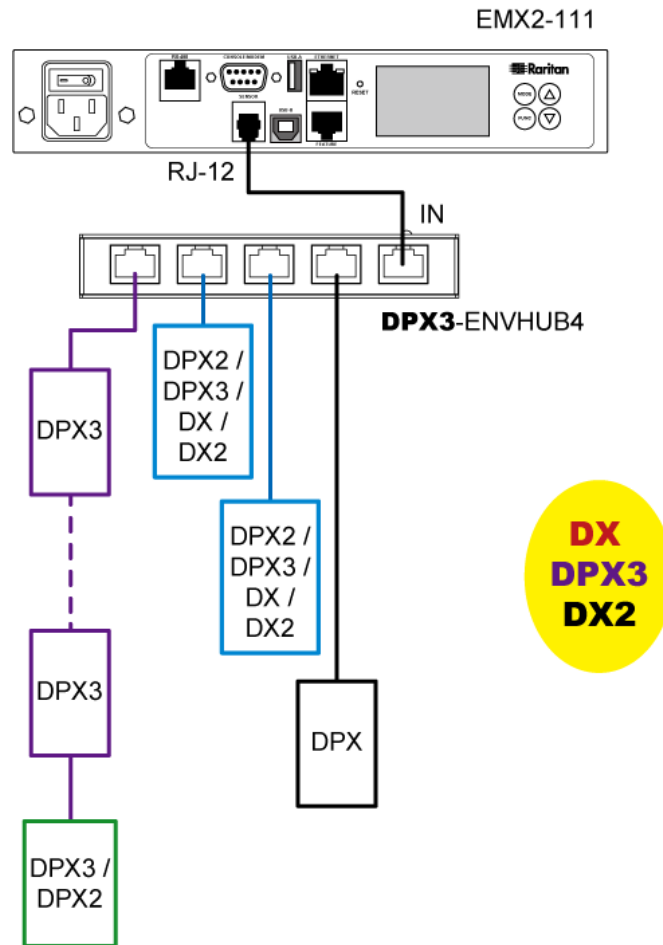 EMX2-111
RS-485
CONSOLE/MODEM
USB-A
ETHERNET
Raritan
RESET
MODE
SENSOR
USB-B
FUNC
FEATURE
RJ-12
IN
DPX3-ENVHUB4
DPX2 /
DPX3 /
DX /
DX2
DPX3
DPX2 /
DPX3 /
DX /
DX2
DX
DPX3
DX2
DPX3
DPX
DPX3 /
DPX2